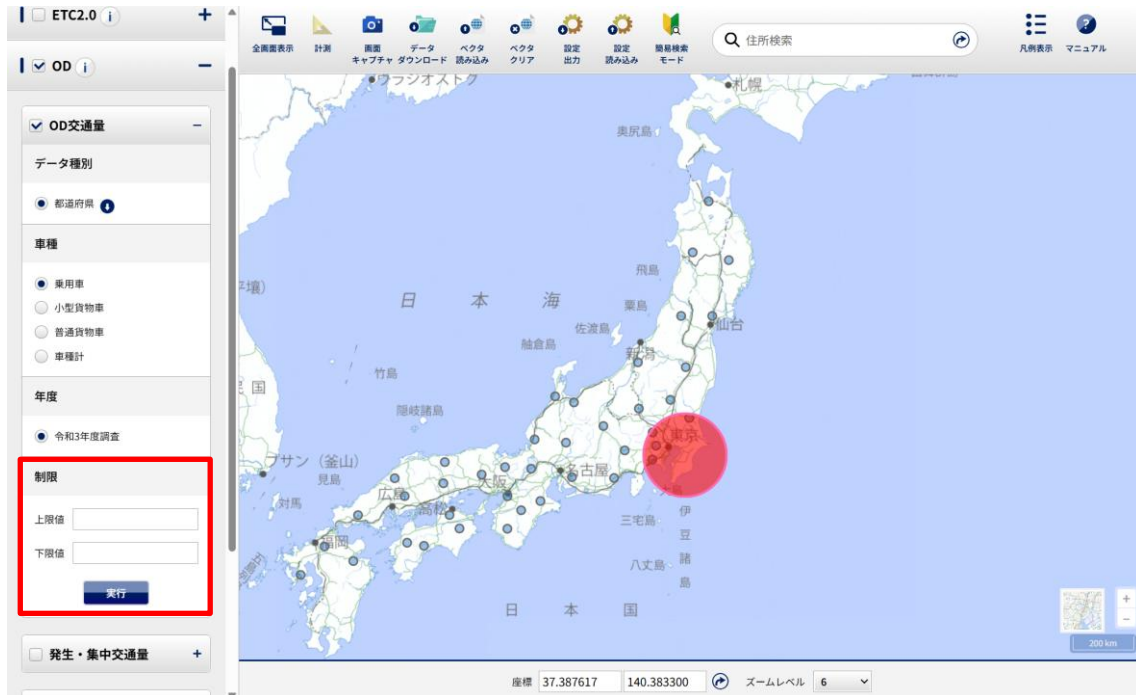 ETC2.0 i +
OD i −
OD交通量 −
データ種別
都道府県
車種
乗用車
小型貨物車
普通貨物車
車種計
年度
令和3年度調査
制限
上限値
下限値
実行
発生・集中交通量 +
全画面表示
計測
画面
キャプチャ
データ
ダウンロード
ベクタ
読み込み
ベクタ
クリア
設定
出力
設定
読み込み
簡易検索
モード
住所検索
凡例表示
?
マニュアル
ウラジオストク
札幌
奥尻島
飛島
日本海
粟島
佐渡島
仙台
舳倉島
新潟
竹島
国
隠岐諸島
東京
プサン（釜山）
見島
名古屋
大阪
大島
広島
高松
対馬
伊豆諸島
三宅島
福岡
八丈島
日本国
+
−
200 km
座標 37.387617 140.383300 ズームレベル 6